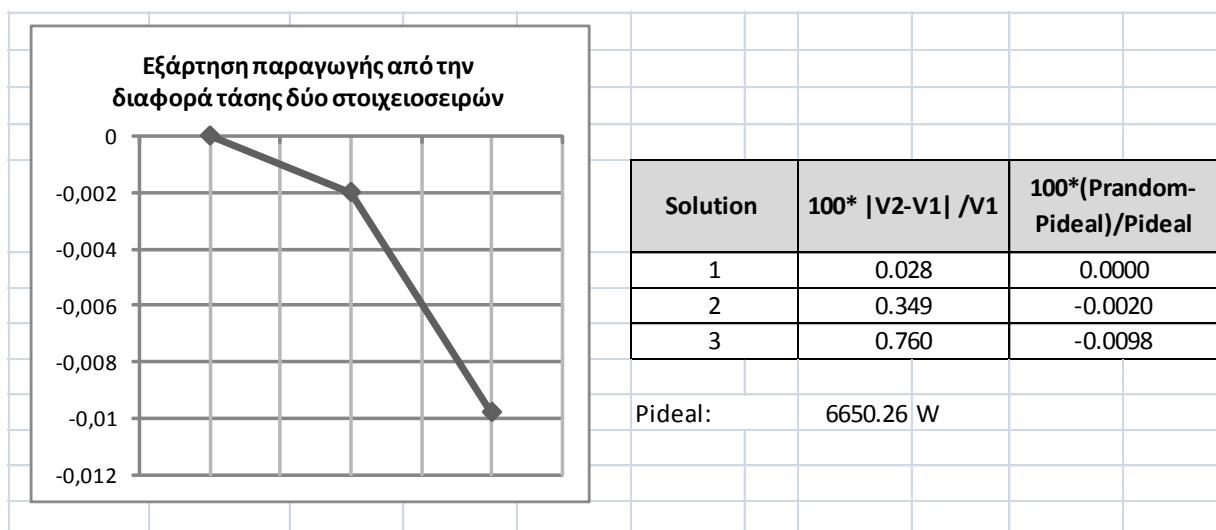 Εξάρτηση παραγωγής από την
διαφορά τάσης δύο στοιχειοσειρών
0
-0,002
-0,004
-0,006
-0,008
-0,01
-0,012
Solution 100* |V2-V1| /V1 100*(Prandom-
Pideal)/Pideal
1 0.028 0.0000
2 0.349 -0.0020
3 0.760 -0.0098
Pideal: 6650.26 W